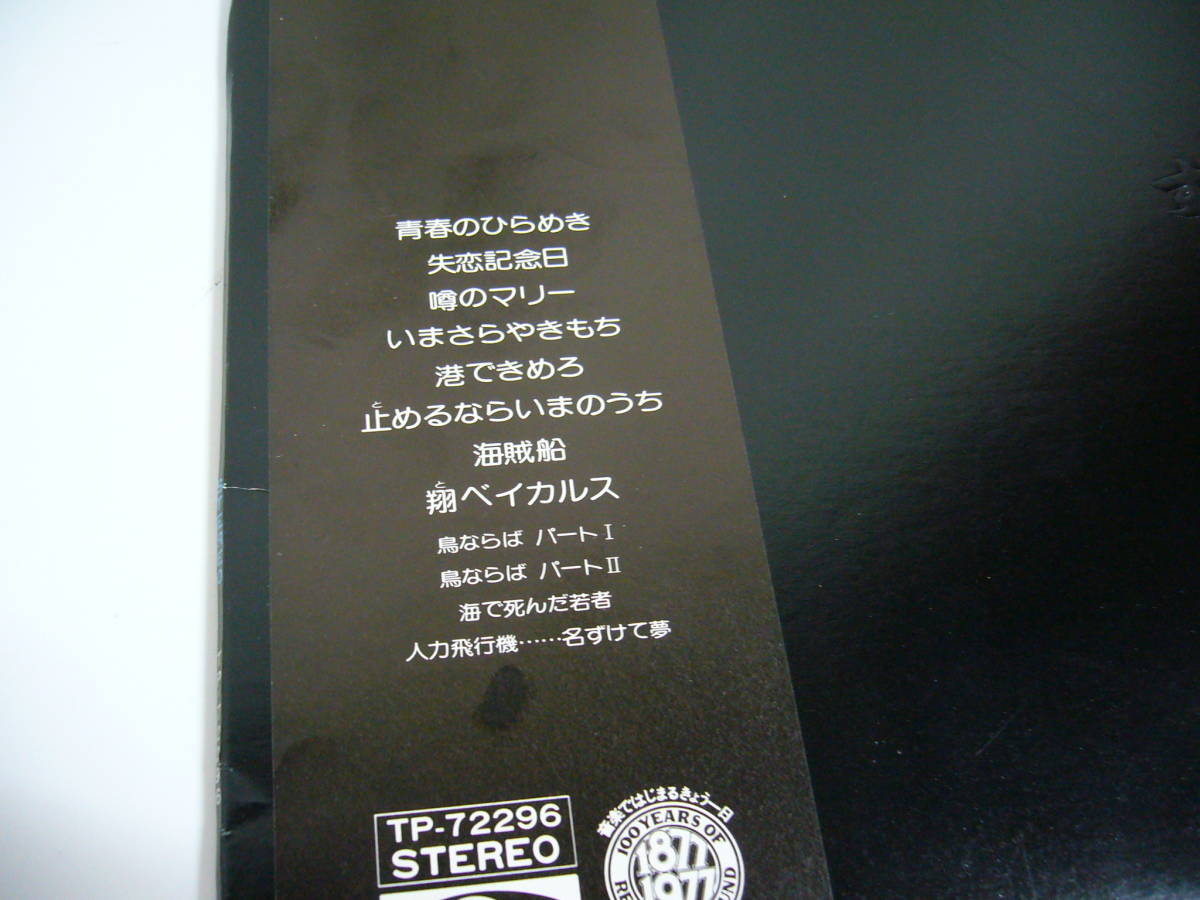 青春のひらめき
失恋記念日
噂のマリー
いまさらやきもち
港できめろ
止めるならいまのうち
と
海賊船
翔べイカルス
と
鳥ならば パートⅠ
鳥ならば パートⅡ
海で死んだ若者
人力飛行機……名ずけて夢
TP-72296
STEREO
音楽ではじまるきょう一日
100 YEARS OF
1877
1977